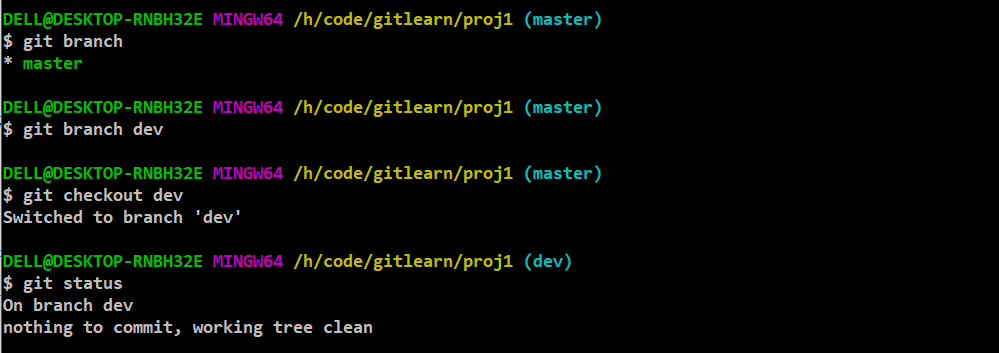 DELL@DESKTOP-RNBH32E MINGW64 /h/code/gitlearn/proj1 (master)
$ git branch
* master
DELL@DESKTOP-RNBH32E MINGW64 /h/code/gitlearn/proj1 (master)
$ git branch dev
DELL@DESKTOP-RNBH32E MINGW64 /h/code/gitlearn/proj1 (master)
$ git checkout dev
Switched to branch 'dev'
DELL@DESKTOP-RNBH32E MINGW64 /h/code/gitlearn/proj1 (dev)
$ git status
On branch dev
nothing to commit, working tree clean